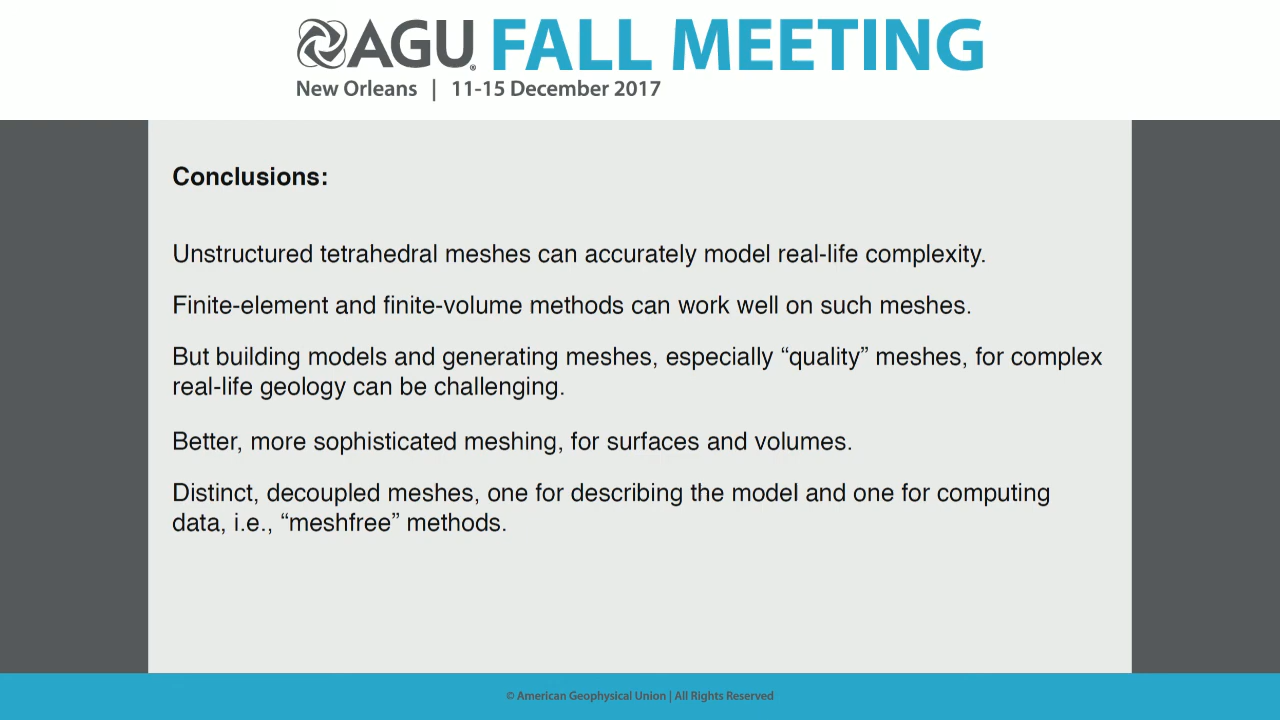 AGU FALL MEETING
New Orleans | 11-15 December 2017
Conclusions:
Unstructured tetrahedral meshes can accurately model real-life complexity.
Finite-element and finite-volume methods can work well on such meshes.
But building models and generating meshes, especially “quality” meshes, for complex
real-life geology can be challenging.
Better, more sophisticated meshing, for surfaces and volumes.
Distinct, decoupled meshes, one for describing the model and one for computing
data, i.e., “meshfree” methods.
© American Geophysical Union | All Rights Reserved